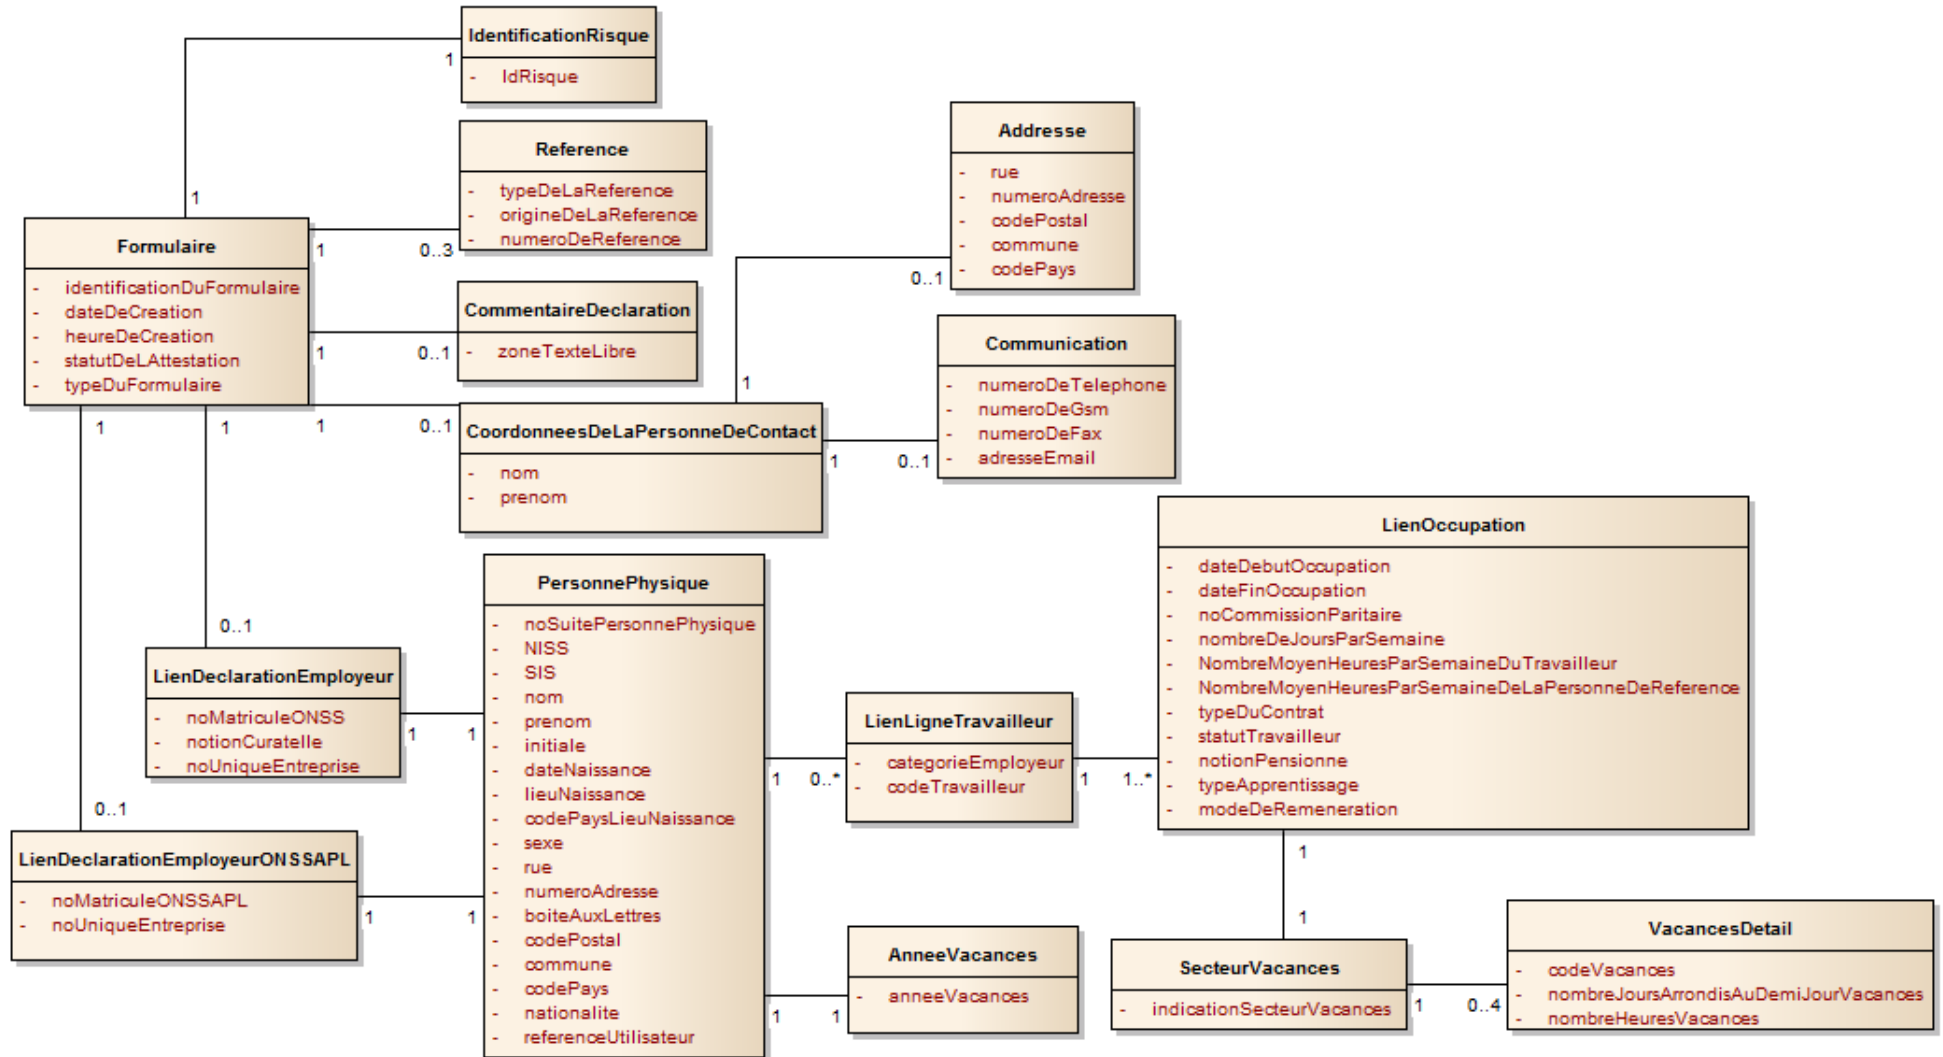 IdentificationRisque
- IdRisque
1
1
Reference
- typeDeLaReference
- origineDeLaReference
- numeroDeReference
1
0..3
Formulaire
- identificationDuFormulaire
- dateDeCreation
- heureDeCreation
- statutDeLAttestation
- typeDuFormulaire
CommentaireDeclaration
- zoneTexteLibre
1
0..1
Addresse
- rue
- numeroAdresse
- codePostal
- commune
- codePays
0..1
1
Communication
- numeroDeTelephone
- numeroDeGsm
- numeroDeFax
- adresseEmail
1
0..1
CoordonneesDeLaPersonneDeContact
- nom
- prenom
1
0..1
1
1
0..1
0..1
LienDeclarationEmployeur
- noMatriculeONSS
- notionCuratelle
- noUniqueEntreprise
1
1
LienDeclarationEmployeurONSSAPL
- noMatriculeONSSAPL
- noUniqueEntreprise
1
1
PersonnePhysique
- noSuitePersonnePhysique
- NISS
- SIS
- nom
- prenom
- initiale
- dateNaissance
- lieuNaissance
- codePaysLieuNaissance
- sexe
- rue
- numeroAdresse
- boiteAuxLettres
- codePostal
- commune
- codePays
- nationalite
- referenceUtilisateur
1
0..*
LienLigneTravailleur
- categorieEmployeur
- codeTravailleur
1
1..*
LienOccupation
- dateDebutOccupation
- dateFinOccupation
- noCommissionParitaire
- nombreDeJoursParSemaine
- NombreMoyenHeuresParSemaineDuTravailleur
- NombreMoyenHeuresParSemaineDeLaPersonneDeReference
- typeDuContrat
- statutTravailleur
- notionPensionne
- typeApprentissage
- modeDeRemeneration
1
1
AnneeVacances
- anneeVacances
1
1
SecteurVacances
- indicationSecteurVacances
1
0..4
VacancesDetail
- codeVacances
- nombreJoursArrondisAuDemiJourVacances
- nombreHeuresVacances